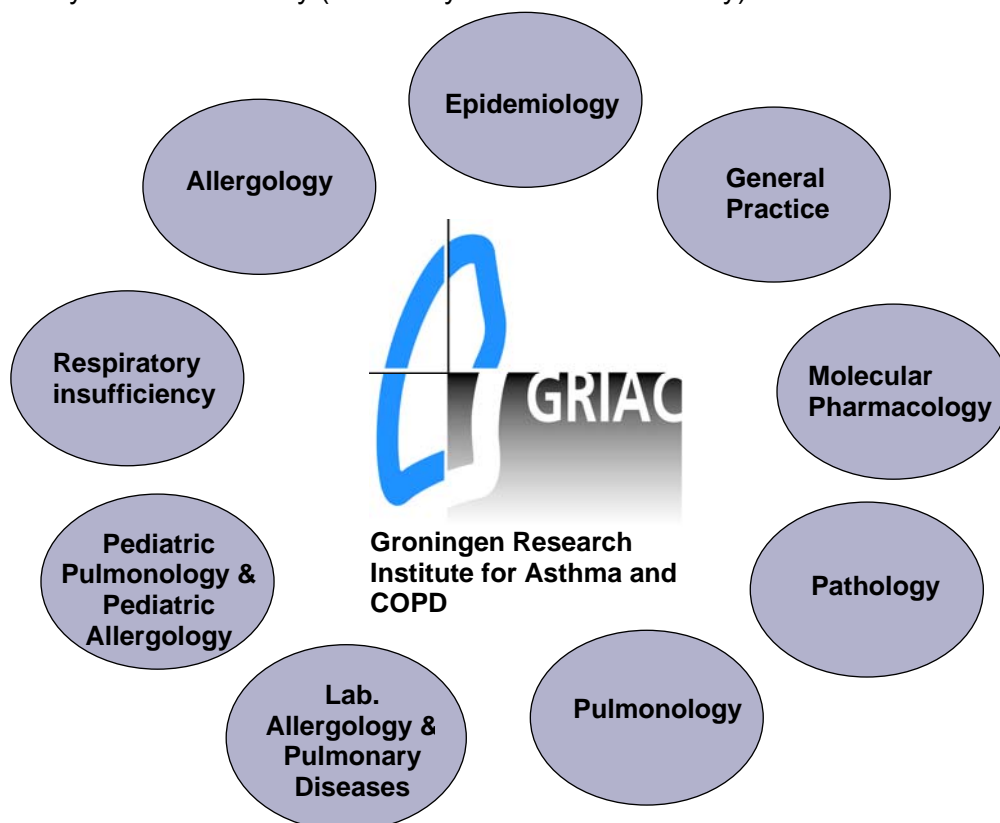 Epidemiology
Allergology
General
Practice
Respiratory
insufficiency
GRIAC
Molecular
Pharmacology
Groningen Research
Institute for Asthma and
COPD
Pediatric
Pulmonology &
Pediatric
Allergology
Pathology
Lab.
Allergology &
Pulmonary
Diseases
Pulmonology